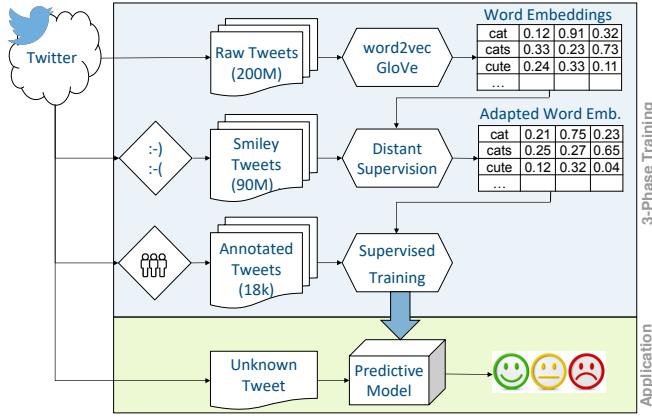 Twitter
Raw Tweets
(200M)
word2vec
GloVe
Word Embeddings
cat 0.12 0.91 0.32
cats 0.33 0.23 0.73
cute 0.24 0.33 0.11
...
:-)
:-(
Smiley
Tweets
(90M)
Distant
Supervision
Adapted Word Emb.
cat 0.21 0.75 0.23
cats 0.25 0.27 0.65
cute 0.12 0.32 0.04
...
Annotated
Tweets
(18k)
Supervised
Training
3-Phase Training
Unknown
Tweet
Predictive
Model
Application